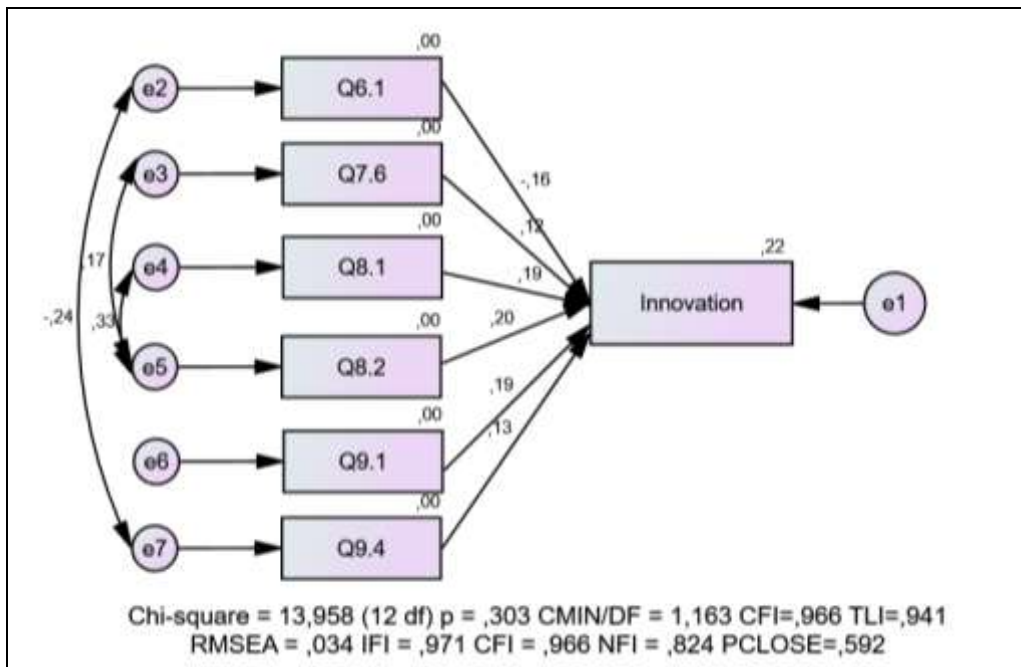 ,00
e2
Q6.1
,00
e3
Q7.6
-,16
,12
,00
,17
e4
Q8.1
,19
,22
Innovation
e1
-,24
,33
,00
,20
e5
Q8.2
,00
,19
e6
Q9.1
,13
,00
e7
Q9.4
Chi-square = 13,958 (12 df) p = ,303 CMIN/DF = 1,163 CFI=,966 TLI=,941
RMSEA = ,034 IFI = ,971 CFI = ,966 NFI = ,824 PCLOSE=,592